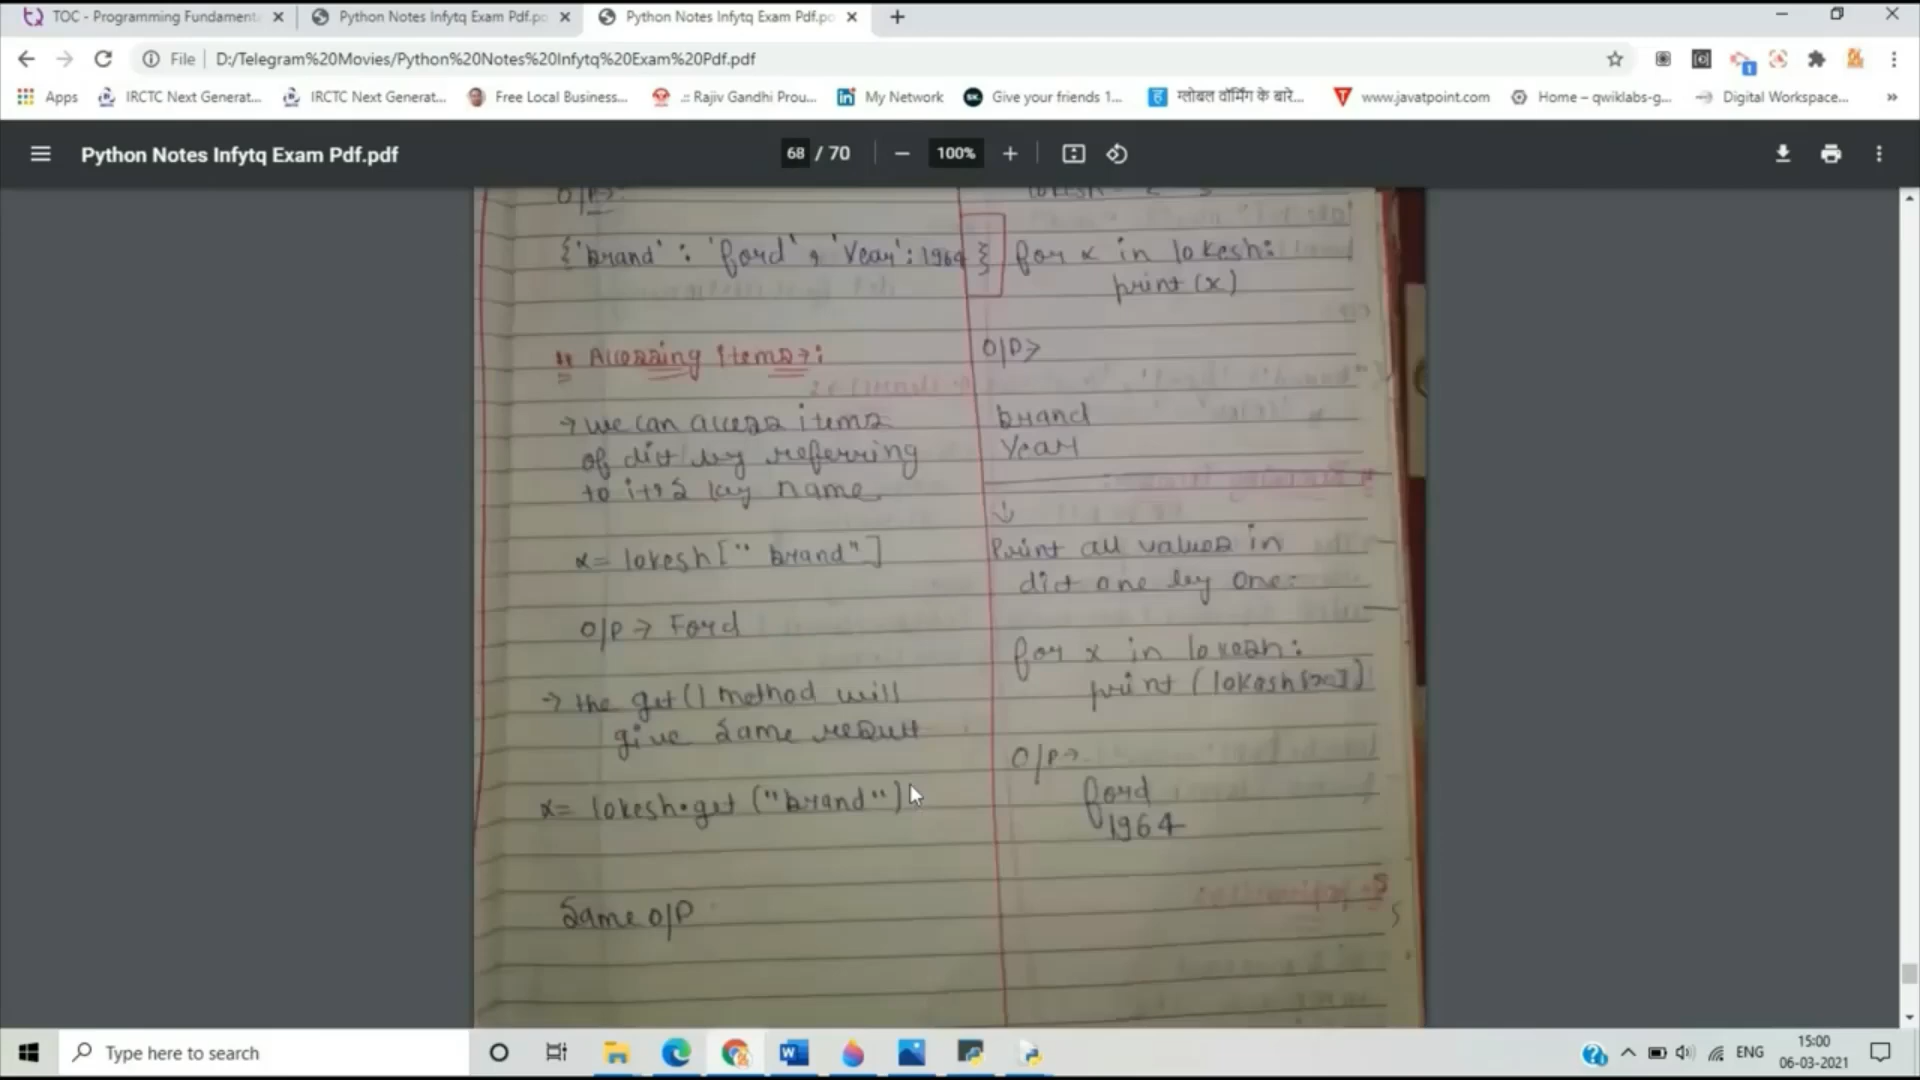 TOC - Programming Fundament
Python Notes Infytq Exam Pdf.po
Python Notes Infytq Exam Pdf.po
File
D:/Telegram%20Movies/Python%20Notes%20Infytq%20Exam%20Pdf.pdf
Apps
IRCTC Next Generat...
IRCTC Next Generat...
Free Local Business...
.:: Rajiv Gandhi Prou...
My Network
Give your friends 1...
ग्लोबल वॉर्मिंग के बारे...
www.javatpoint.com
Home – qwiklabs-g...
Digital Workspace...
»
Python Notes Infytq Exam Pdf.pdf
68 / 70
100%
O/P→
{'brand' : 'ford' , 'Year' : 1964 }
" Accessing Items→:
→ we can access items
of dict by referring
to it's key name
x= lokesh[" brand"]
O/P → Ford
→ the get() method will
give same result
x= lokesh.get ("brand")
Same O/P
for x in lokesh:
print (x)
O/P→
brand
Year
↓
Print all values in
dict one by one:
for x in lokesh:
print (lokesh[x])
O/P→
ford
1964
Type here to search
ENG
15:00
06-03-2021